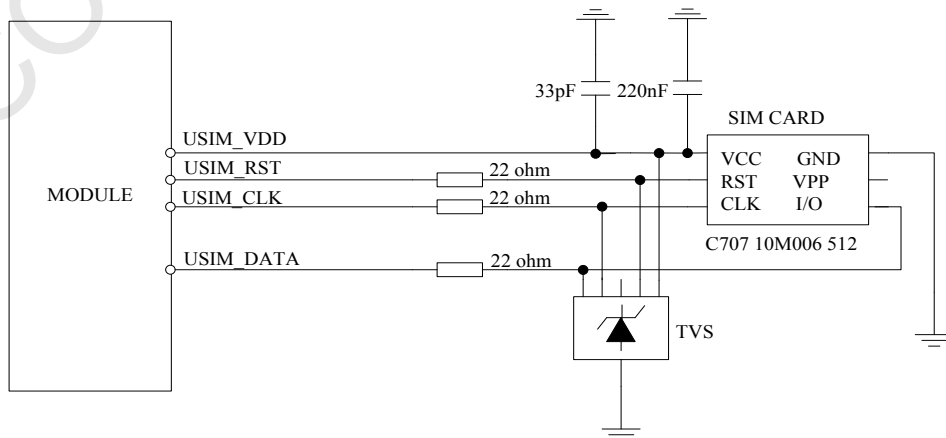 CO
33pF 220nF
SIM CARD
USIM_VDD
VCC GND
USIM_RST 22 ohm
RST VPP
MODULE
USIM_CLK 22 ohm
CLK I/O
C707 10M006 512
USIM_DATA 22 ohm
TVS